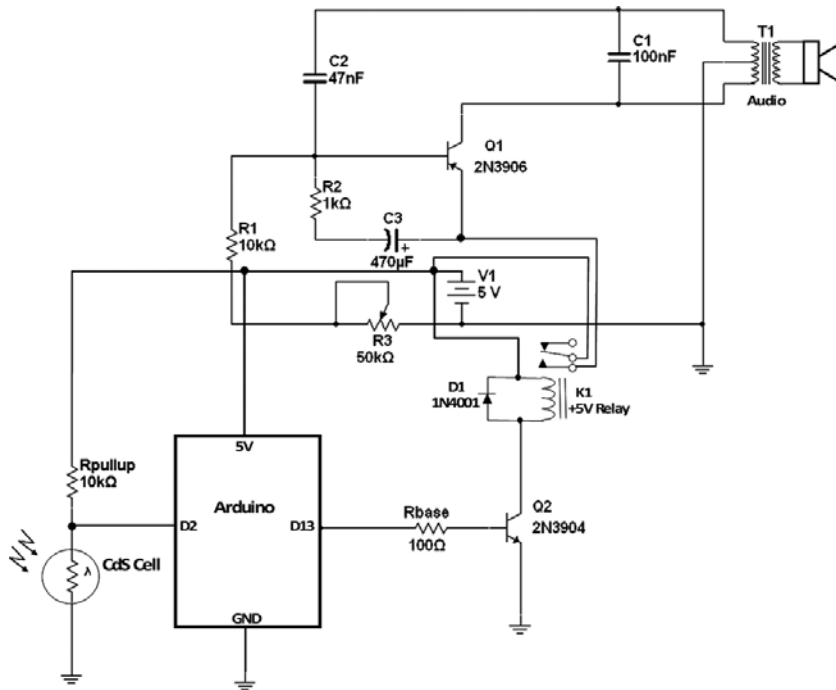 C1
100nF
T1
Audio
C2
47nF
Q1
2N3906
R2
1kΩ
C3
+
470µF
R1
10kΩ
V1
5 V
R3
50kΩ
D1
1N4001
K1
+5V Relay
5V
Rpullup
10kΩ
Arduino
D2
D13
Rbase
100Ω
Q2
2N3904
λ
CdS Cell
GND